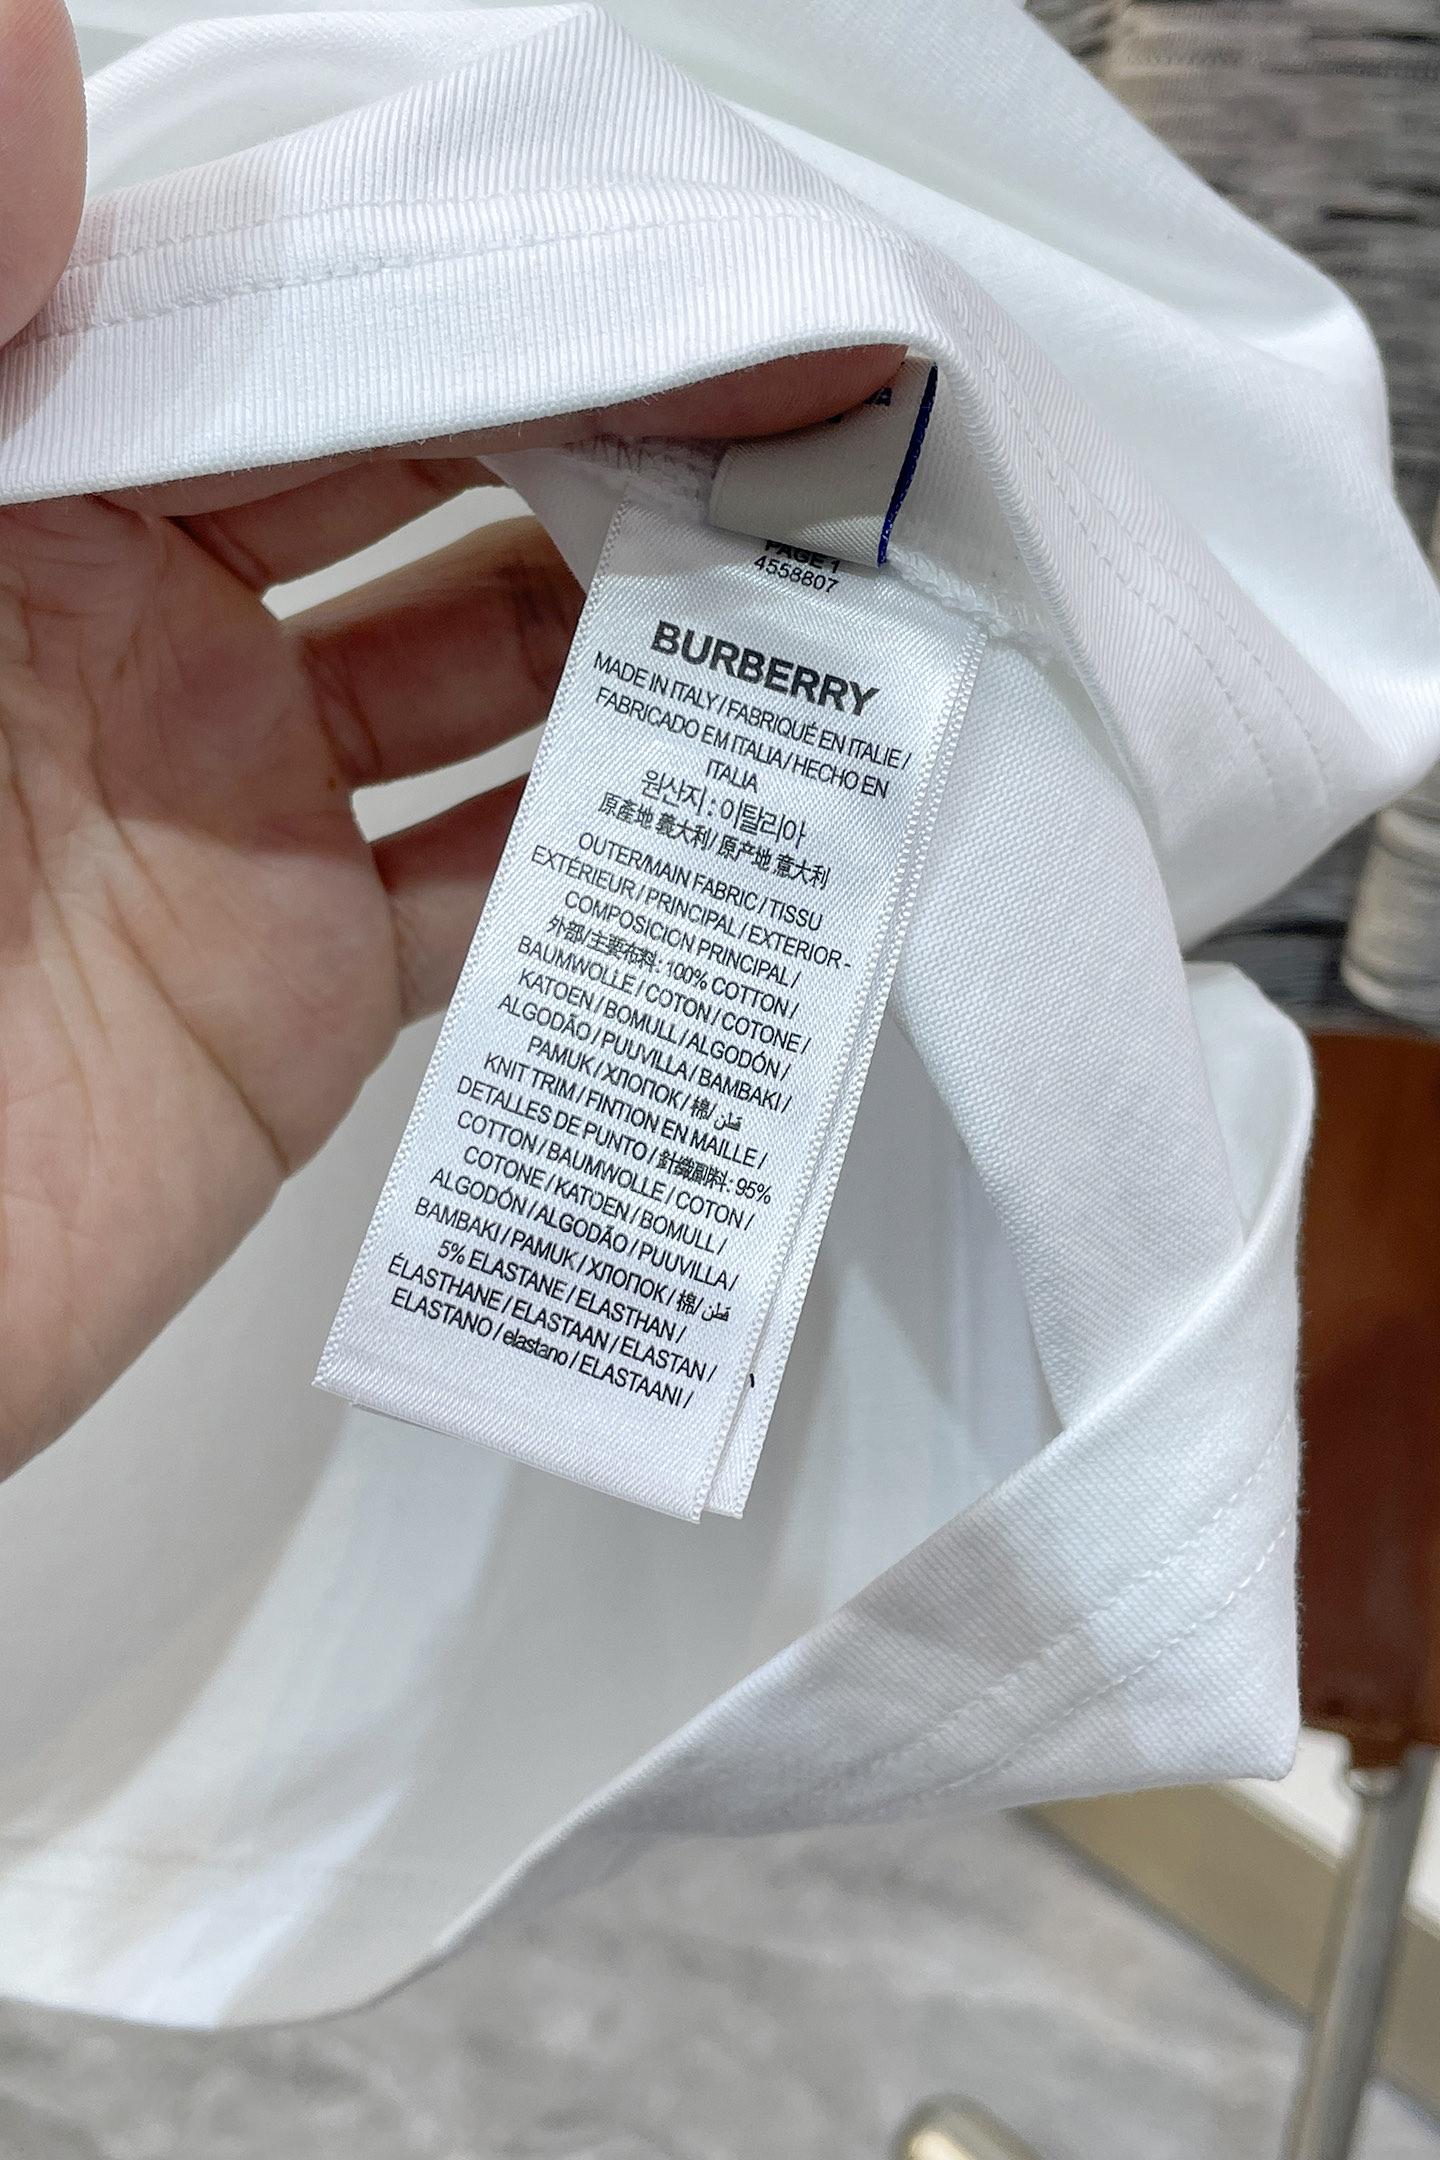 PAGE 1
4558807
BURBERRY
MADE IN ITALY / FABRIQUÉ EN ITALIE /
FABRICADO EM ITALIA / HECHO EN
ITALIA
원산지 : 이탈리아
原產地 義大利 / 原产地 意大利
OUTER/MAIN FABRIC / TISSU
EXTÉRIEUR / PRINCIPAL / EXTERIOR -
COMPOSICION PRINCIPAL /
外部/主要布料: 100% COTTON /
BAUMWOLLE / COTON / COTONE /
KATOEN / BOMULL / ALGODÓN /
ALGODÃO / PUUVILLA / BAMBAKI /
PAMUK / ХЛОПОК / 棉/ قطن
KNIT TRIM / FINTION EN MAILLE /
DETALLES DE PUNTO / 針織副料: 95%
COTTON / BAUMWOLLE / COTON /
COTONE / KATOEN / BOMULL /
ALGODÓN / ALGODÃO / PUUVILLA /
BAMBAKI / PAMUK / ХЛОПОК / 棉/ قطن
5% ELASTANE / ELASTHAN /
ÉLASTHANE / ELASTAAN / ELASTAN /
ELASTANO / elastano / ELASTAANI /